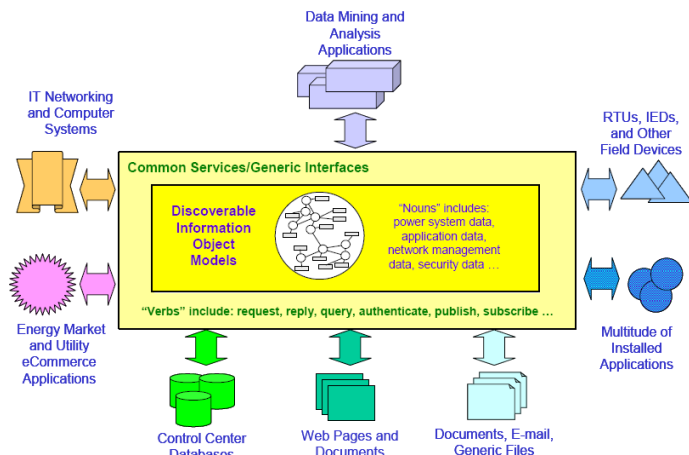 Data Mining and
Analysis
Applications
IT Networking
and Computer
Systems
RTUs, IEDs,
and Other
Field Devices
Common Services/Generic Interfaces
Discoverable
Information
Object
Models
“Nouns” includes:
power system data,
application data,
network management
data, security data ...
“Verbs” include: request, reply, query, authenticate, publish, subscribe ...
Energy Market
and Utility
eCommerce
Applications
Multitude of
Installed
Applications
Control Center
Databases
Web Pages and
Documents
Documents, E-mail,
Generic Files